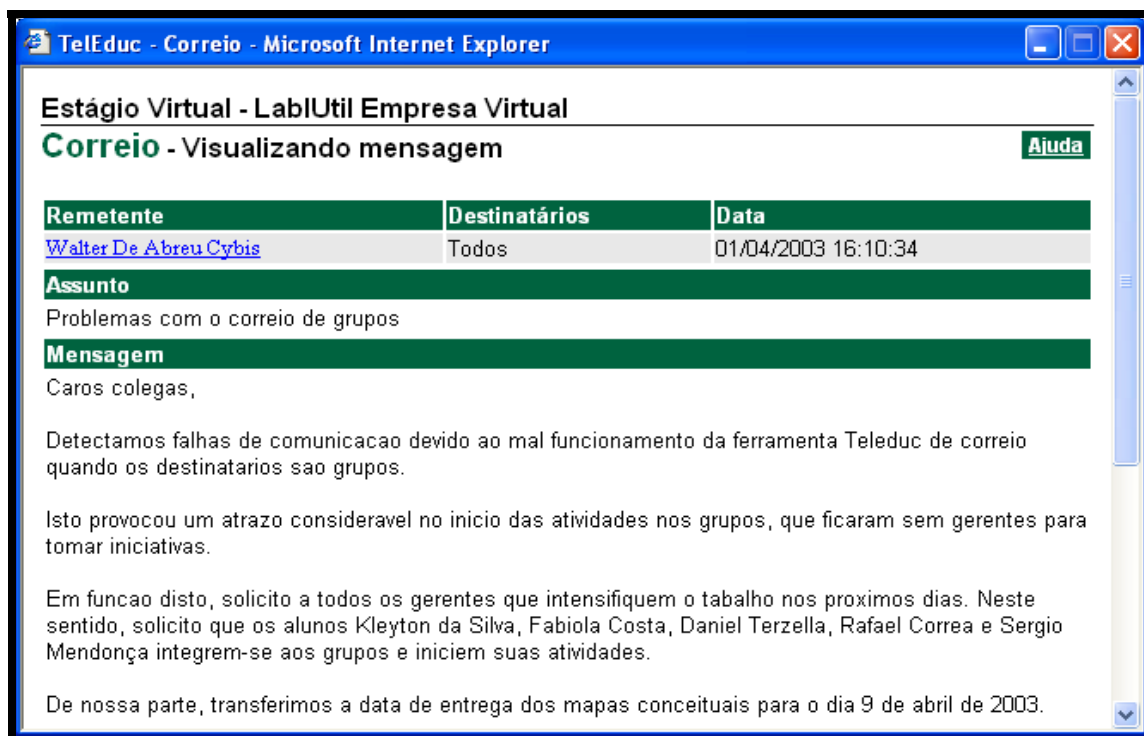 TelEduc - Correio - Microsoft Internet Explorer
Estágio Virtual - LabIUtil Empresa Virtual
Correio - Visualizando mensagem
Ajuda
Remetente Destinatários Data
Walter De Abreu Cybis Todos 01/04/2003 16:10:34
Assunto
Problemas com o correio de grupos
Mensagem
Caros colegas,
Detectamos falhas de comunicacao devido ao mal funcionamento da ferramenta Teleduc de correio
quando os destinatarios sao grupos.
Isto provocou um atrazo consideravel no inicio das atividades nos grupos, que ficaram sem gerentes para
tomar iniciativas.
Em funcao disto, solicito a todos os gerentes que intensifiquem o tabalho nos proximos dias. Neste
sentido, solicito que os alunos Kleyton da Silva, Fabiola Costa, Daniel Terzella, Rafael Correa e Sergio
Mendonça integrem-se aos grupos e iniciem suas atividades.
De nossa parte, transferimos a data de entrega dos mapas conceituais para o dia 9 de abril de 2003.